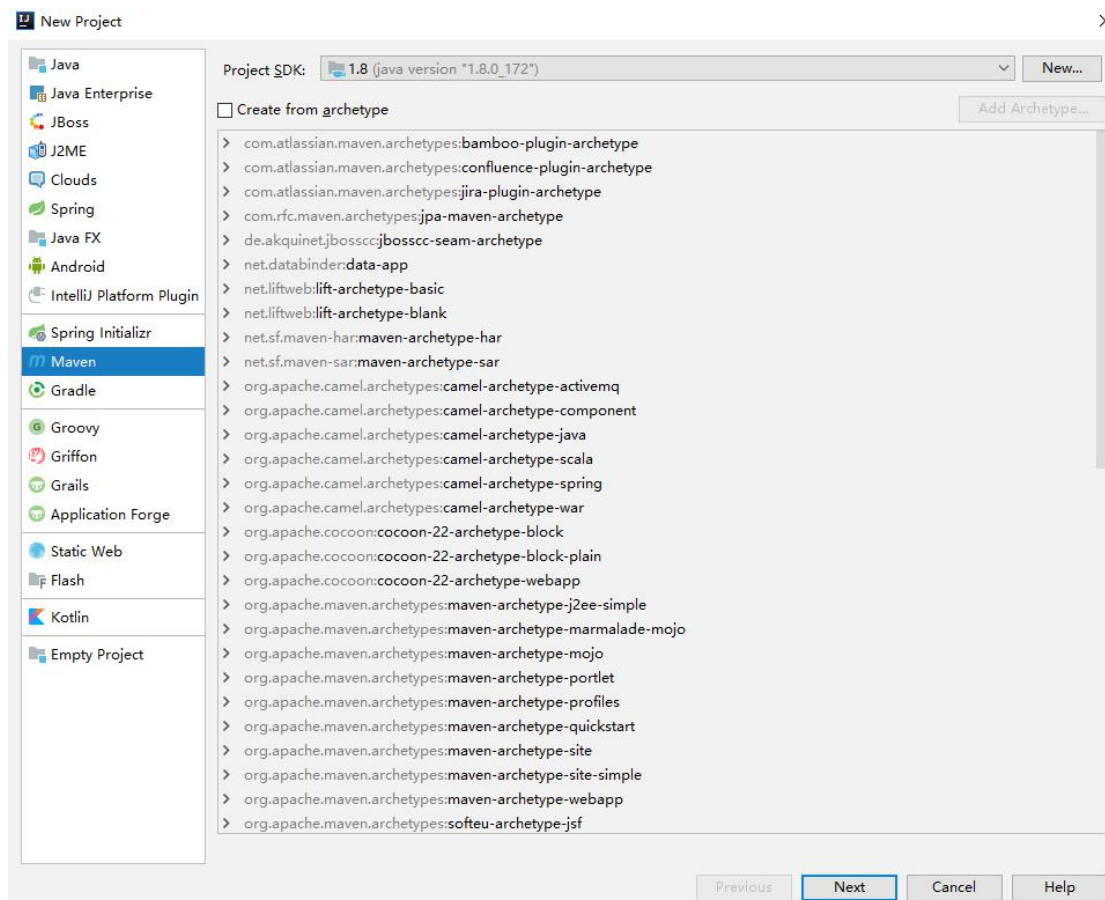 New Project
Java
Java Enterprise
JBoss
J2ME
Clouds
Spring
Java FX
Android
IntelliJ Platform Plugin
Spring Initializr
Maven
Gradle
Groovy
Griffon
Grails
Application Forge
Static Web
Flash
Kotlin
Empty Project
Project SDK: 1.8 (java version "1.8.0_172") New...
Create from archetype Add Archetype...
com.atlassian.maven.archetypes:bamboo-plugin-archetype
com.atlassian.maven.archetypes:confluence-plugin-archetype
com.atlassian.maven.archetypes:jira-plugin-archetype
com.rfc.maven.archetypes:jpa-maven-archetype
de.akquinet.jbosscc:jbosscc-seam-archetype
net.databinder:data-app
net.liftweb:lift-archetype-basic
net.liftweb:lift-archetype-blank
net.sf.maven-har:maven-archetype-har
net.sf.maven-sar:maven-archetype-sar
org.apache.camel.archetypes:camel-archetype-activemq
org.apache.camel.archetypes:camel-archetype-component
org.apache.camel.archetypes:camel-archetype-java
org.apache.camel.archetypes:camel-archetype-scala
org.apache.camel.archetypes:camel-archetype-spring
org.apache.camel.archetypes:camel-archetype-war
org.apache.cocoon:cocoon-22-archetype-block
org.apache.cocoon:cocoon-22-archetype-block-plain
org.apache.cocoon:cocoon-22-archetype-webapp
org.apache.maven.archetypes:maven-archetype-j2ee-simple
org.apache.maven.archetypes:maven-archetype-marmalade-mojo
org.apache.maven.archetypes:maven-archetype-mojo
org.apache.maven.archetypes:maven-archetype-portlet
org.apache.maven.archetypes:maven-archetype-profiles
org.apache.maven.archetypes:maven-archetype-quickstart
org.apache.maven.archetypes:maven-archetype-site
org.apache.maven.archetypes:maven-archetype-site-simple
org.apache.maven.archetypes:maven-archetype-webapp
org.apache.maven.archetypes:softeu-archetype-jsf
Previous Next Cancel Help